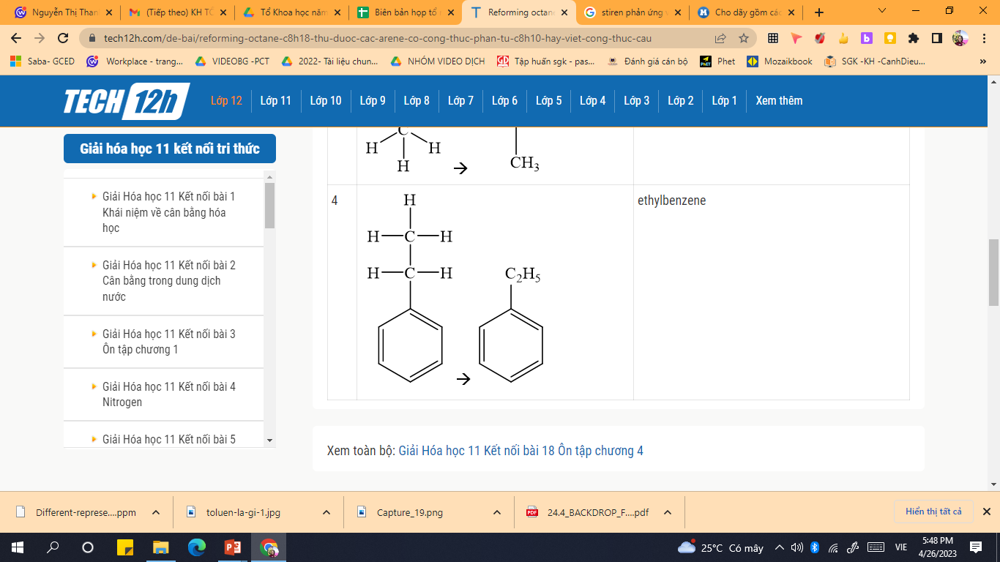 Nguyễn Thị Than
(Tiếp theo) KH TỔ
Tổ Khoa học năm
Biên bản họp tổ
Reforming octane
stiren phản ứng v
Cho dãy gồm các
tech12h.com/de-bai/reforming-octane-c8h18-thu-duoc-cac-arene-co-cong-thuc-phan-tu-c8h10-hay-viet-cong-thuc-cau
Saba- GCED
Workplace - trang...
VIDEOBG -PCT
2022- Tài liệu chun...
NHÓM VIDEO DỊCH
Tập huấn sgk - pas...
Đánh giá cán bộ
Phet
Mozaikbook
SGK -KH -CanhDieu...
TECH 12h
Lớp 12
Lớp 11
Lớp 10
Lớp 9
Lớp 8
Lớp 7
Lớp 6
Lớp 5
Lớp 4
Lớp 3
Lớp 2
Lớp 1
Xem thêm
Giải hóa học 11 kết nối tri thức
Giải Hóa học 11 Kết nối bài 1
Khái niệm về cân bằng hóa
học
Giải Hóa học 11 Kết nối bài 2
Cân bằng trong dung dịch
nước
Giải Hóa học 11 Kết nối bài 3
Ôn tập chương 1
Giải Hóa học 11 Kết nối bài 4
Nitrogen
Giải Hóa học 11 Kết nối bài 5
C
H H
H →
CH3
4
H
H C H
H C H
→
C2H5
ethylbenzene
Xem toàn bộ: Giải Hóa học 11 Kết nối bài 18 Ôn tập chương 4
Different-represe....ppm
toluen-la-gi-1.jpg
Capture_19.png
24.4_BACKDROP_F....pdf
Hiển thị tất cả
25°C Có mây
VIE
5:48 PM
4/26/2023